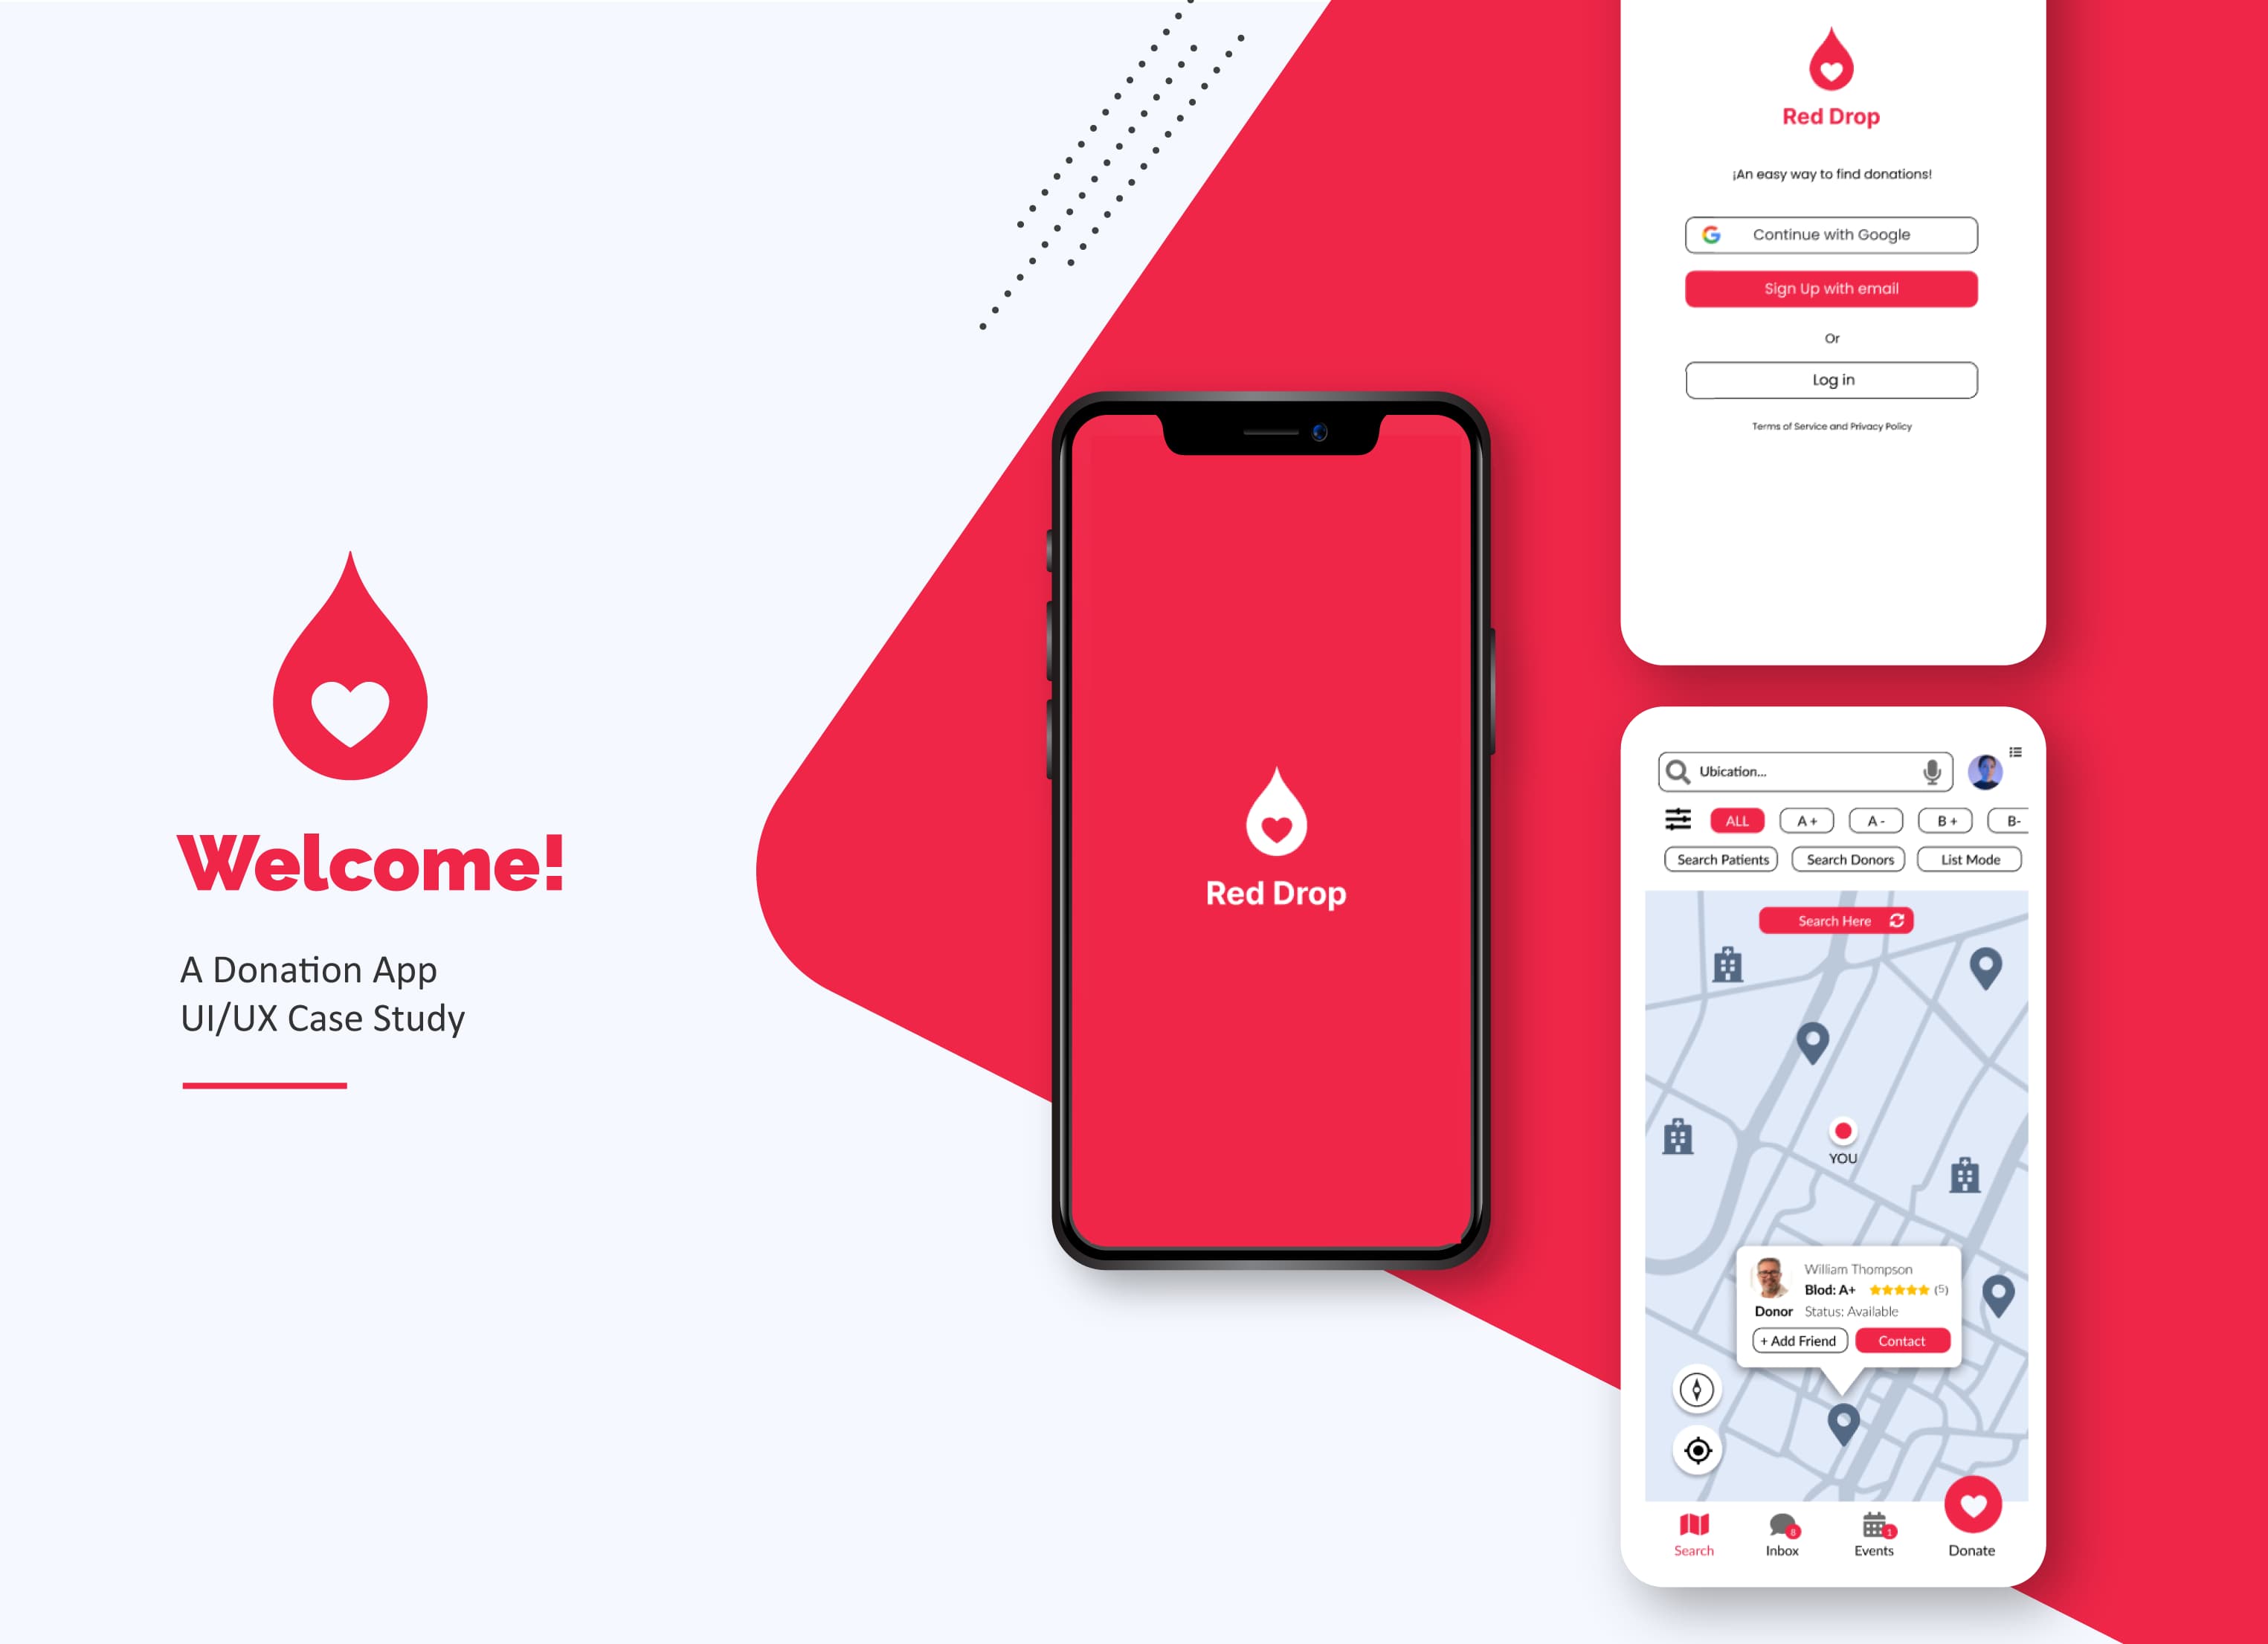 Welcome!
A Donation App
UI/UX Case Study
Red Drop
Red Drop
¡An easy way to find donations!
Continue with Google
Sign Up with email
Or
Log in
Terms of Service and Privacy Policy
Ubication...
ALL A + A - B + B-
Search Patients Search Donors List Mode
Search Here
YOU
William Thompson
Blod: A+ (5)
Donor Status: Available
+ Add Friend Contact
8 1
Search Inbox Events Donate